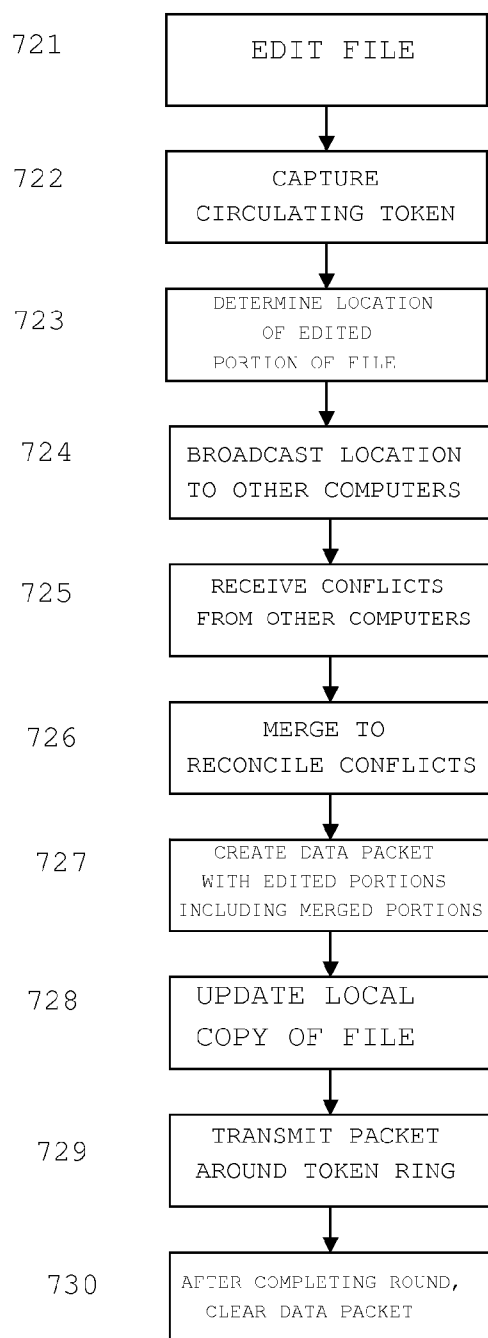 721
EDIT FILE
722
CAPTURE
CIRCULATING TOKEN
723
DETERMINE LOCATION
OF EDITED
PORTION OF FILE
724
BROADCAST LOCATION
TO OTHER COMPUTERS
725
RECEIVE CONFLICTS
FROM OTHER COMPUTERS
726
MERGE TO
RECONCILE CONFLICTS
727
CREATE DATA PACKET
WITH EDITED PORTIONS
INCLUDING MERGED PORTIONS
728
UPDATE LOCAL
COPY OF FILE
729
TRANSMIT PACKET
AROUND TOKEN RING
730
AFTER COMPLETING ROUND,
CLEAR DATA PACKET